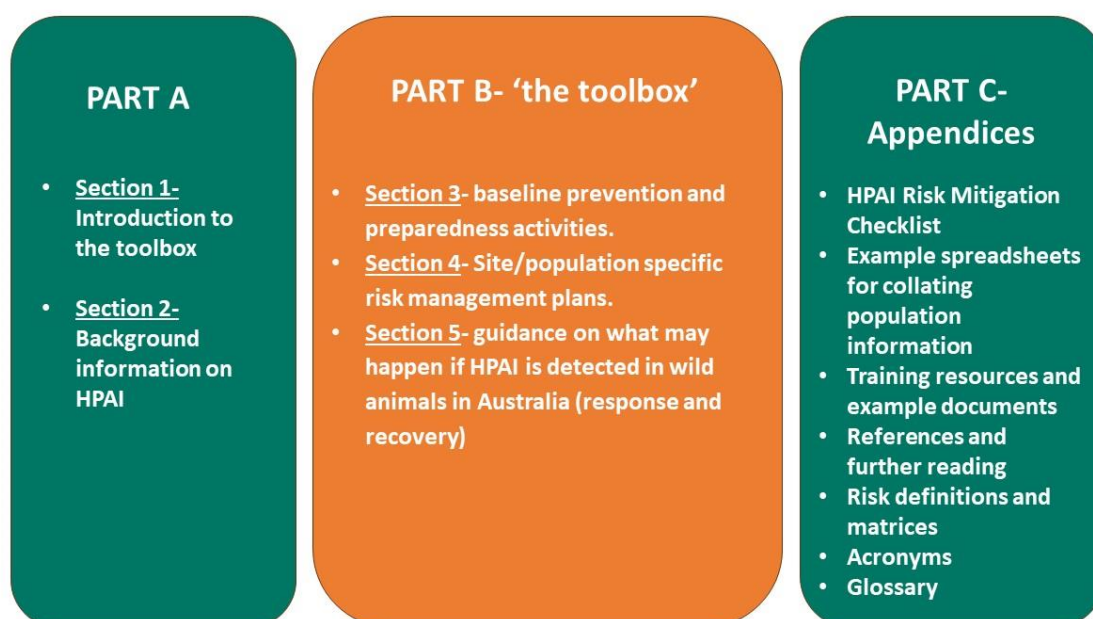 PART A
• Section 1-
Introduction to
the toolbox
• Section 2-
Background
information on
HPAI
PART B- ‘the toolbox’
• Section 3- baseline prevention and
preparedness activities.
• Section 4- Site/population specific
risk management plans.
• Section 5- guidance on what may
happen if HPAI is detected in wild
animals in Australia (response and
recovery)
PART C-
Appendices
• HPAI Risk Mitigation
Checklist
• Example spreadsheets
for collating
population
information
• Training resources and
example documents
• References and
further reading
• Risk definitions and
matrices
• Acronyms
• Glossary